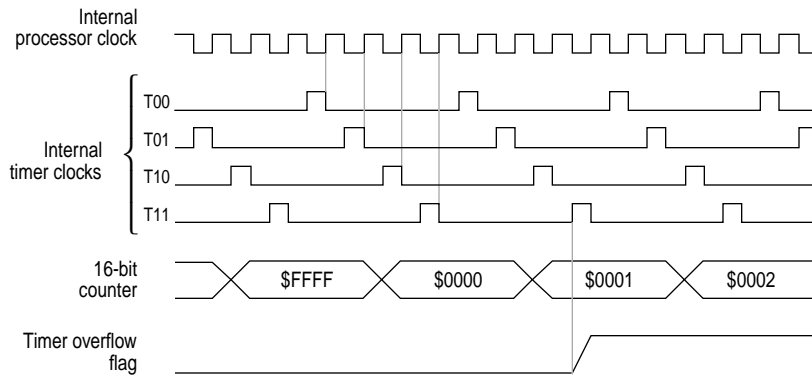 Internal
processor clock
T00
T01
Internal
timer clocks
T10
T11
16-bit
counter
$FFFF
$0000
$0001
$0002
Timer overflow
flag